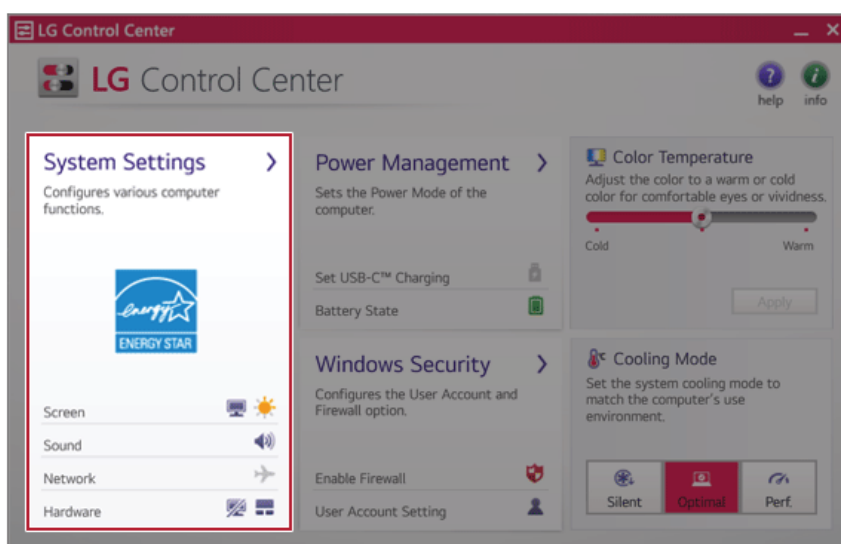 LG Control Center
LG Control Center
help
info
System Settings
Configures various computer
functions.
energy
ENERGY STAR
Screen
Sound
Network
Hardware
Power Management
Sets the Power Mode of the
computer.
Set USB-C™ Charging
Battery State
Windows Security
Configures the User Account and
Firewall option.
Enable Firewall
User Account Setting
Color Temperature
Adjust the color to a warm or cold
color for comfortable eyes or vividness.
Cold
Warm
Apply
Cooling Mode
Set the system cooling mode to
match the computer's use
environment.
Silent
Optimal
Perf.